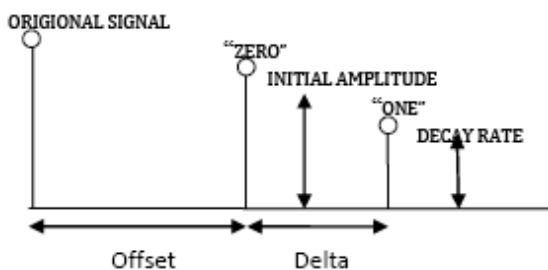 ORIGIONAL SIGNAL
“ZERO”
INITIAL AMPLITUDE
“ONE”
DECAY RATE
Offset
Delta